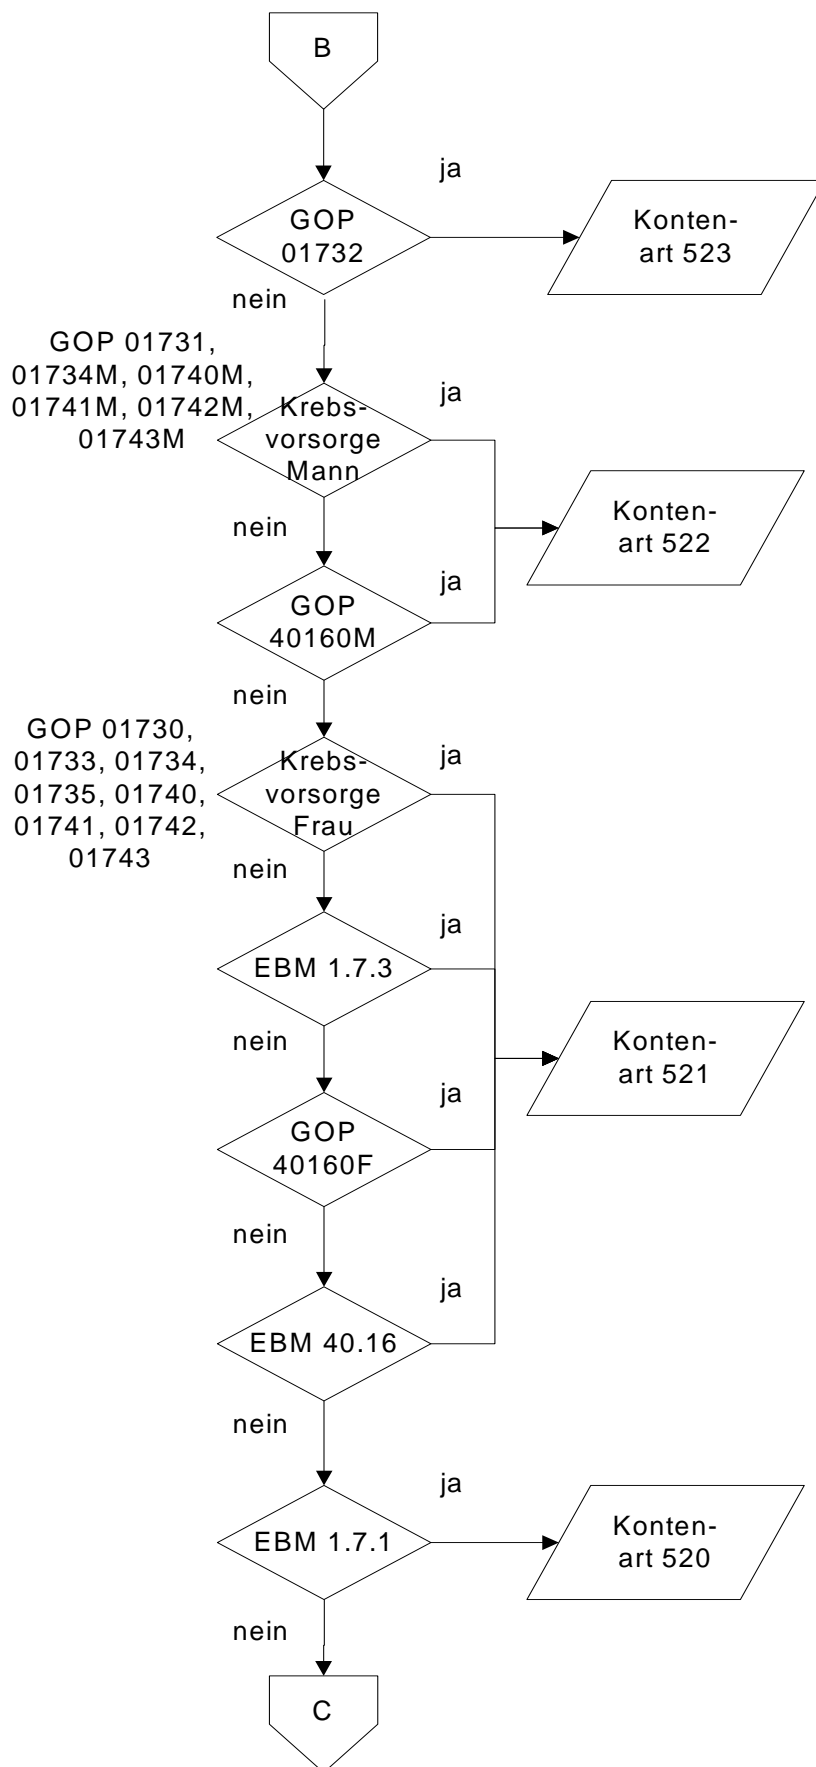 B
ja
GOP
01732
Konten-
art 523
nein
GOP 01731,
01734M, 01740M,
01741M, 01742M,
01743M
ja
Krebs-
vorsorge
Mann
Konten-
art 522
nein
ja
GOP
40160M
nein
GOP 01730,
01733, 01734,
01735, 01740,
01741, 01742,
01743
ja
Krebs-
vorsorge
Frau
nein
ja
EBM 1.7.3
Konten-
art 521
nein
ja
GOP
40160F
nein
ja
EBM 40.16
nein
ja
EBM 1.7.1
Konten-
art 520
nein
C